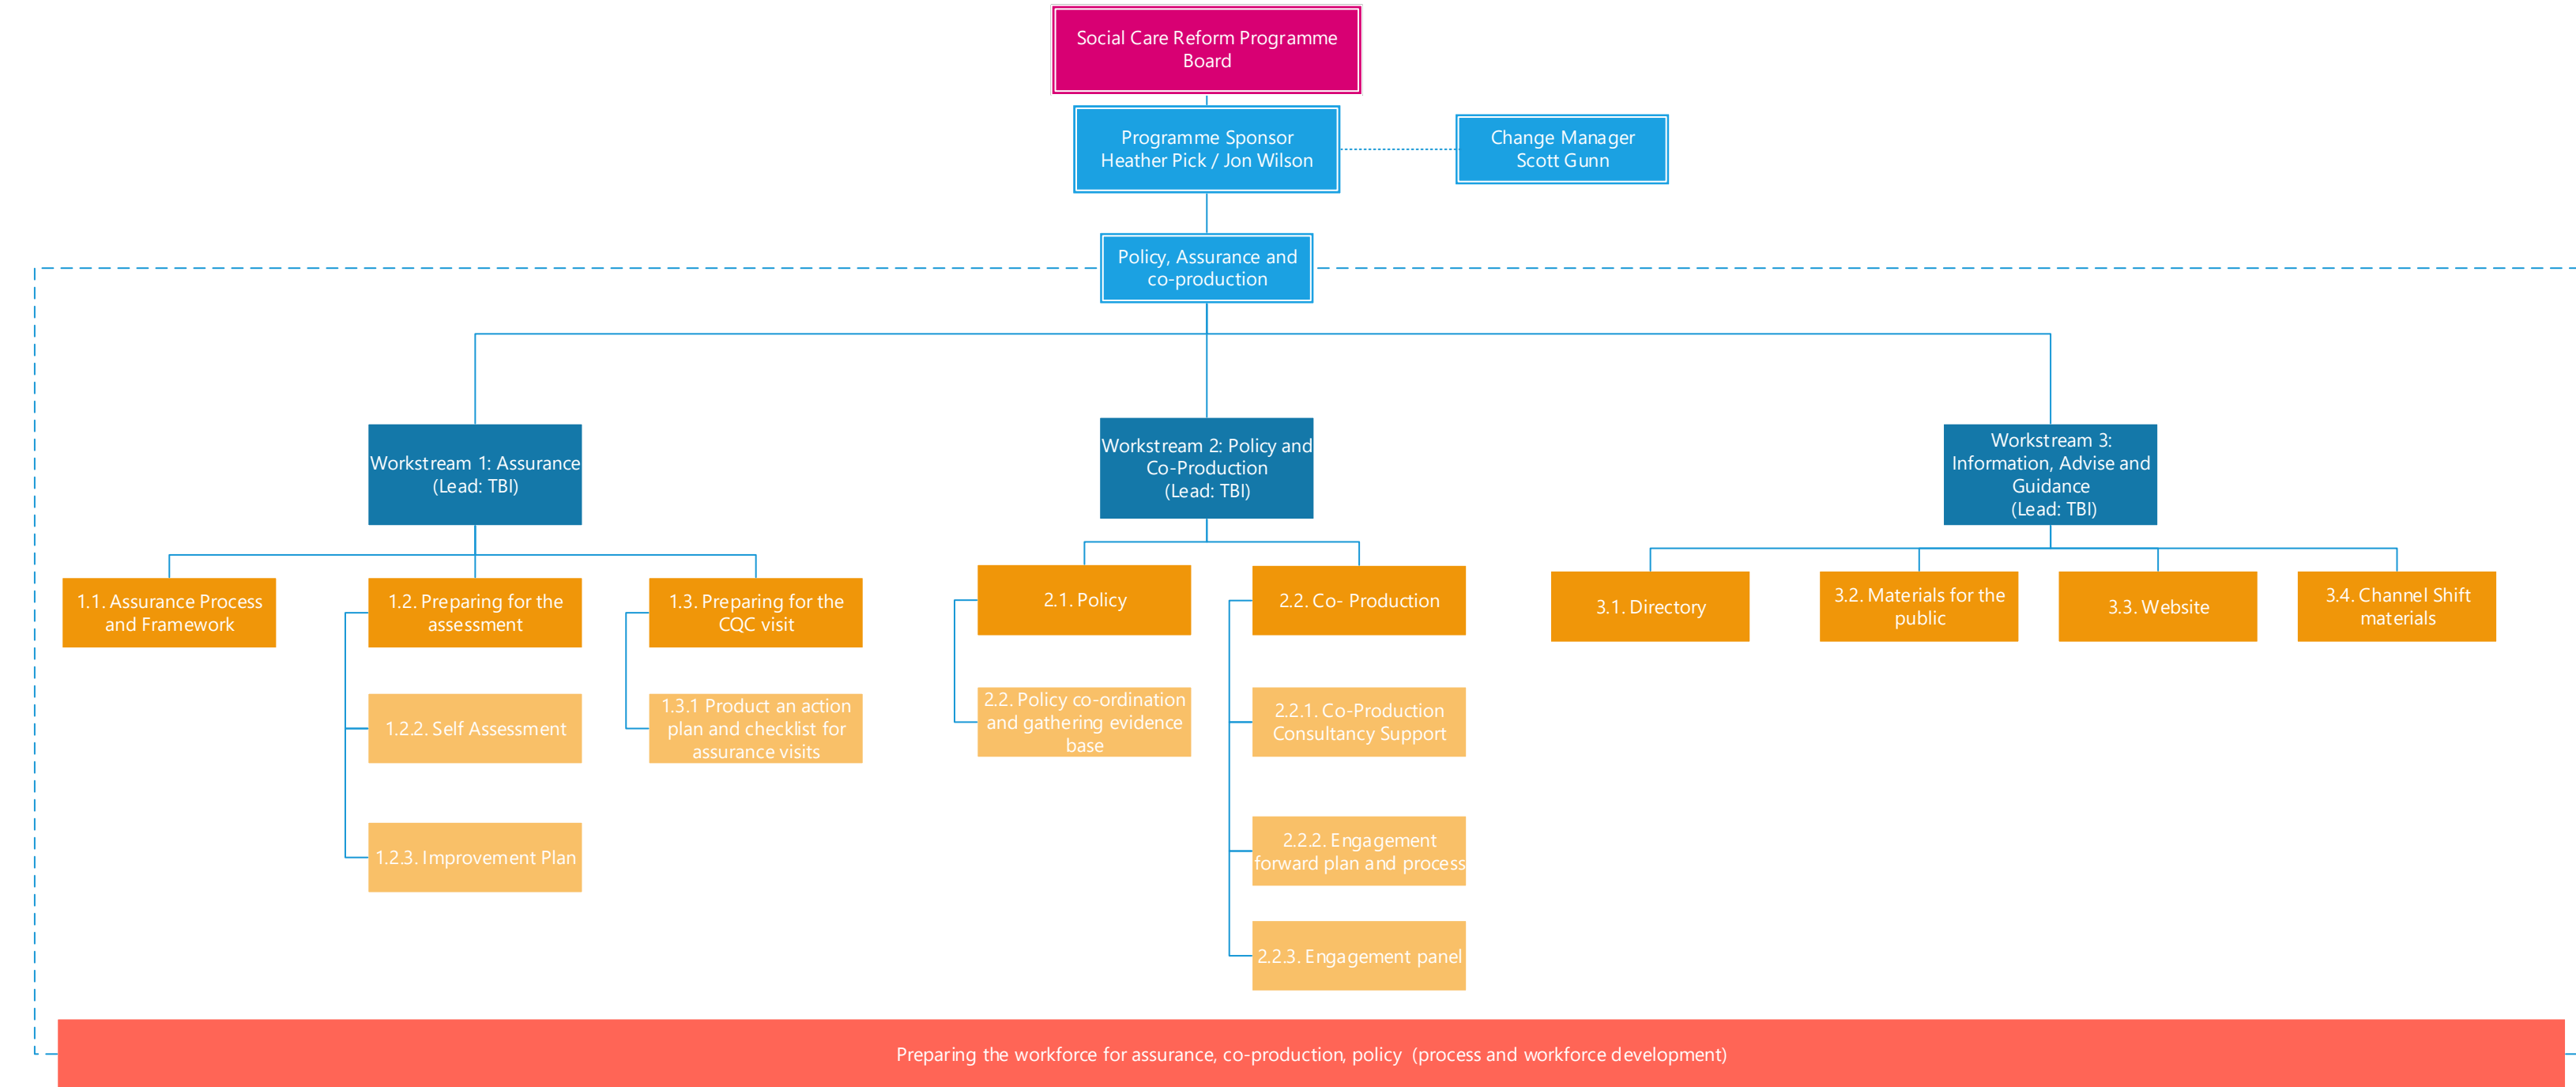 Social Care Reform Programme
Board
Programme Sponsor
Heather Pick / Jon Wilson
Change Manager
Scott Gunn
Policy, Assurance and
co-production
Workstream 1: Assurance
(Lead: TBI)
Workstream 2: Policy and
Co-Production
(Lead: TBI)
Workstream 3:
Information, Advise and
Guidance
(Lead: TBI)
1.1. Assurance Process
and Framework
1.2. Preparing for the
assessment
1.3. Preparing for the
CQC visit
2.1. Policy
2.2. Co- Production
3.1. Directory
3.2. Materials for the
public
3.3. Website
3.4. Channel Shift
materials
1.2.2. Self Assessment
1.3.1 Product an action
plan and checklist for
assurance visits
2.2. Policy co-ordination
and gathering evidence
base
2.2.1. Co-Production
Consultancy Support
1.2.3. Improvement Plan
2.2.2. Engagement
forward plan and process
2.2.3. Engagement panel
Preparing the workforce for assurance, co-production, policy  (process and workforce development)